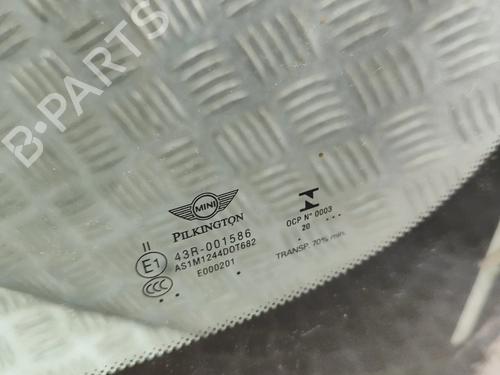 B-PARTS
MINI
PILKINGTON
II
E1
43R-001586
AS1M1244DOT682
E000201
CCC
OCP N° 0003
20
TRANSP. 70% min.